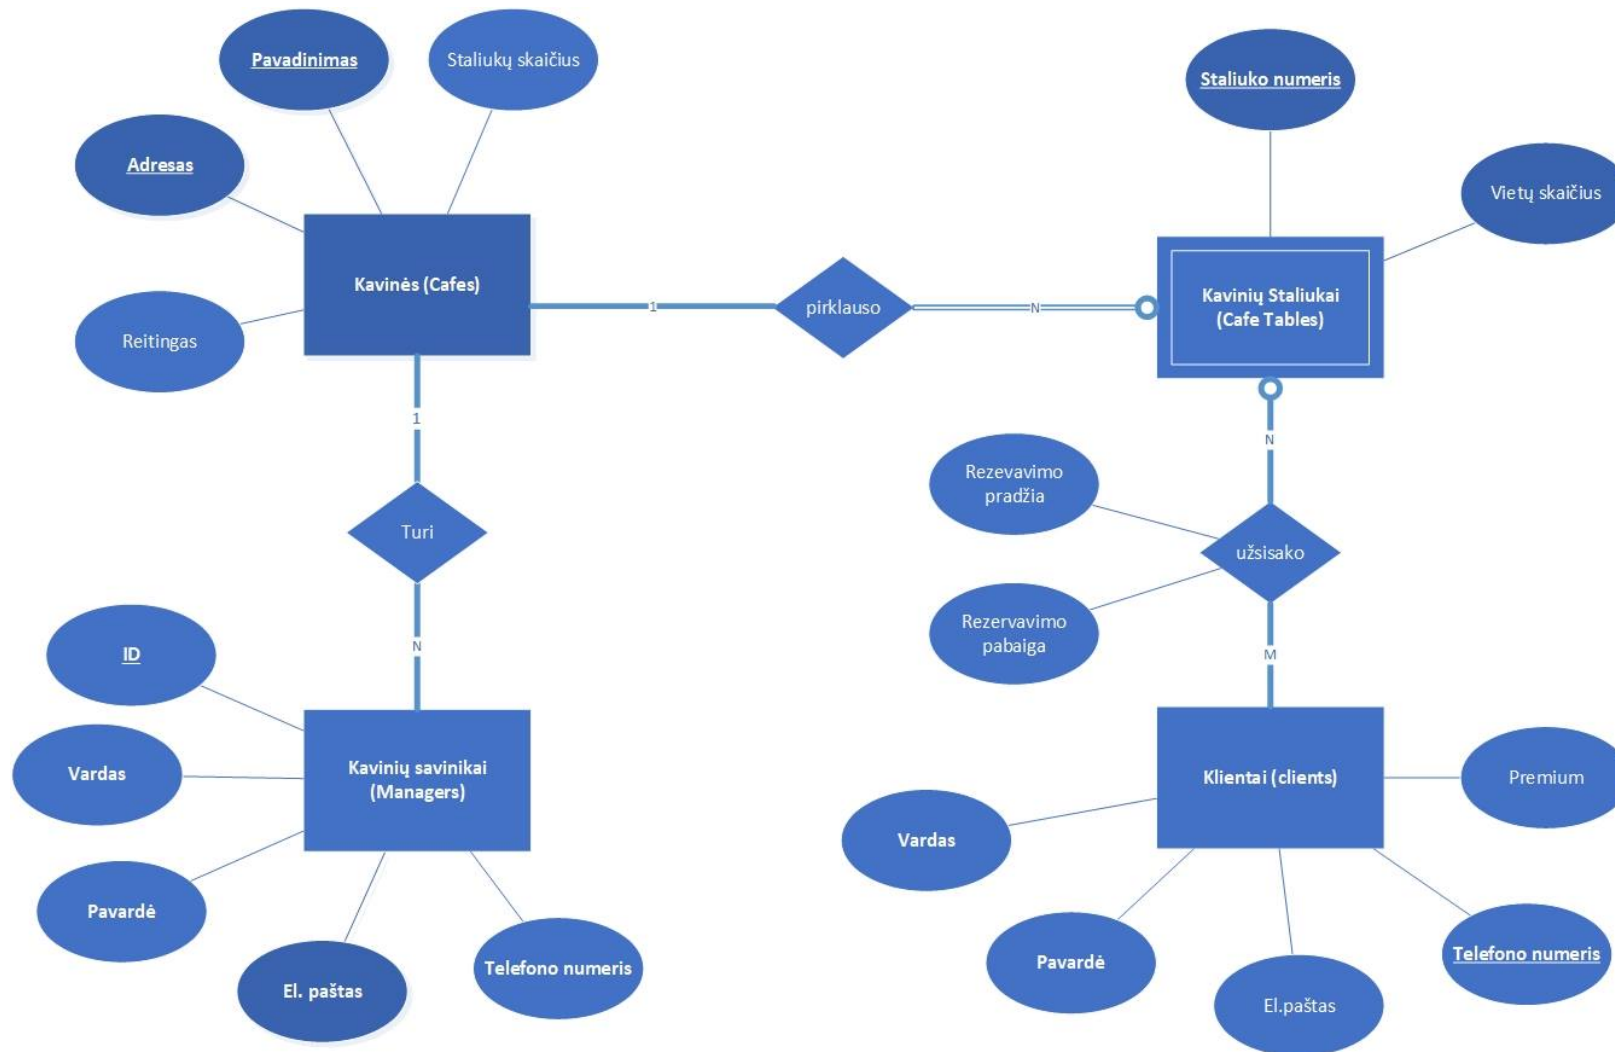 Pavadinimas
Staliukų skaičius
Adresas
Reitingas
Kavinės (Cafes)
1
pirklauso
N
Staliuko numeris
Vietų skaičius
Kavinių Staliukai
(Cafe Tables)
1
Turi
N
N
Rezevavimo
pradžia
užsisako
Rezervavimo
pabaiga
M
ID
Vardas
Pavardė
El. paštas
Telefono numeris
Kavinių savinikai
(Managers)
Klientai (clients)
Premium
Vardas
Pavardė
El.paštas
Telefono numeris